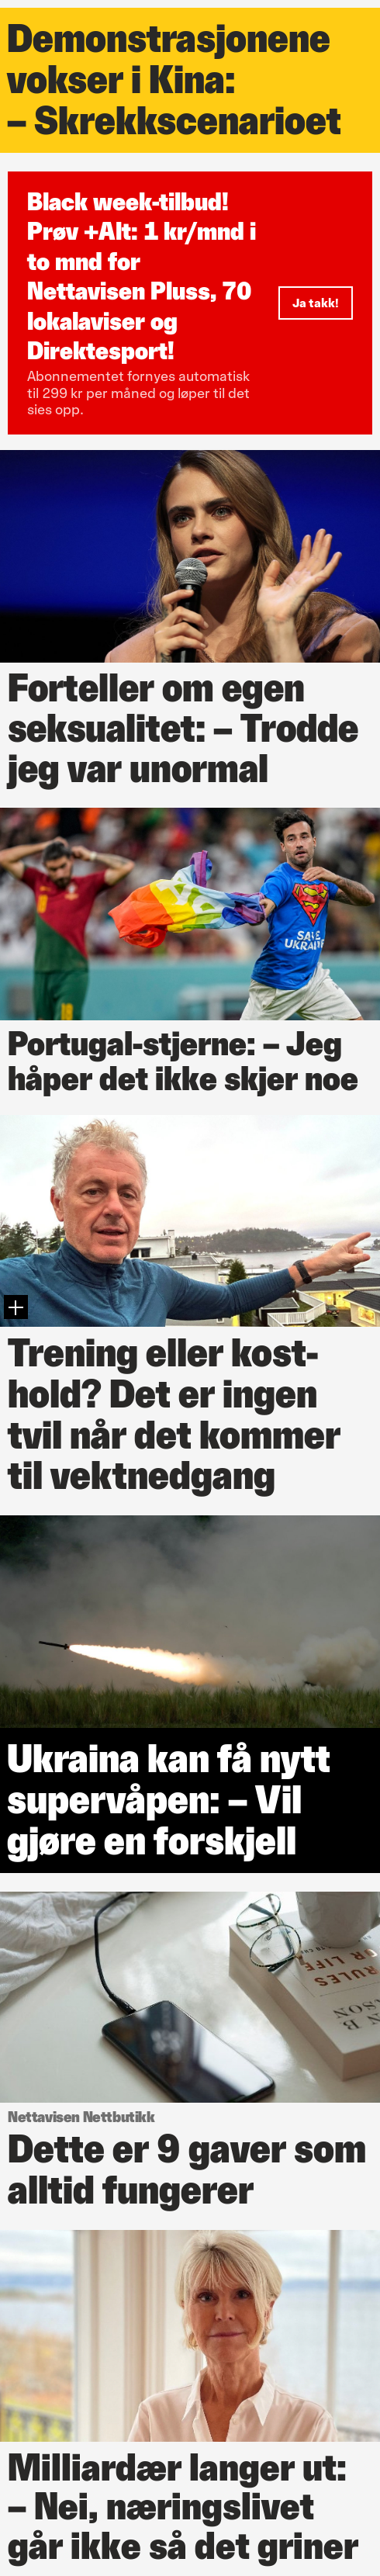 Demonstrasjonene
vokser i Kina:
– Skrekkscenarioet
Black week-tilbud!
Prøv +Alt: 1 kr/mnd i
to mnd for
Nettavisen Pluss, 70
lokalaviser og
Direktesport!
Abonnementet fornyes automatisk
til 299 kr per måned og løper til det
sies opp.
Ja takk!
Forteller om egen
seksualitet: – Trodde
jeg var unormal
SAVE
UKRAINE
Portugal-stjerne: – Jeg
håper det ikke skjer noe
Trening eller kost-
hold? Det er ingen
tvil når det kommer
til vektnedgang
Ukraina kan få nytt
supervåpen: – Vil
gjøre en forskjell
RULES
R LIFE
Nettavisen Nettbutikk
Dette er 9 gaver som
alltid fungerer
Milliardær langer ut:
– Nei, næringslivet
går ikke så det griner